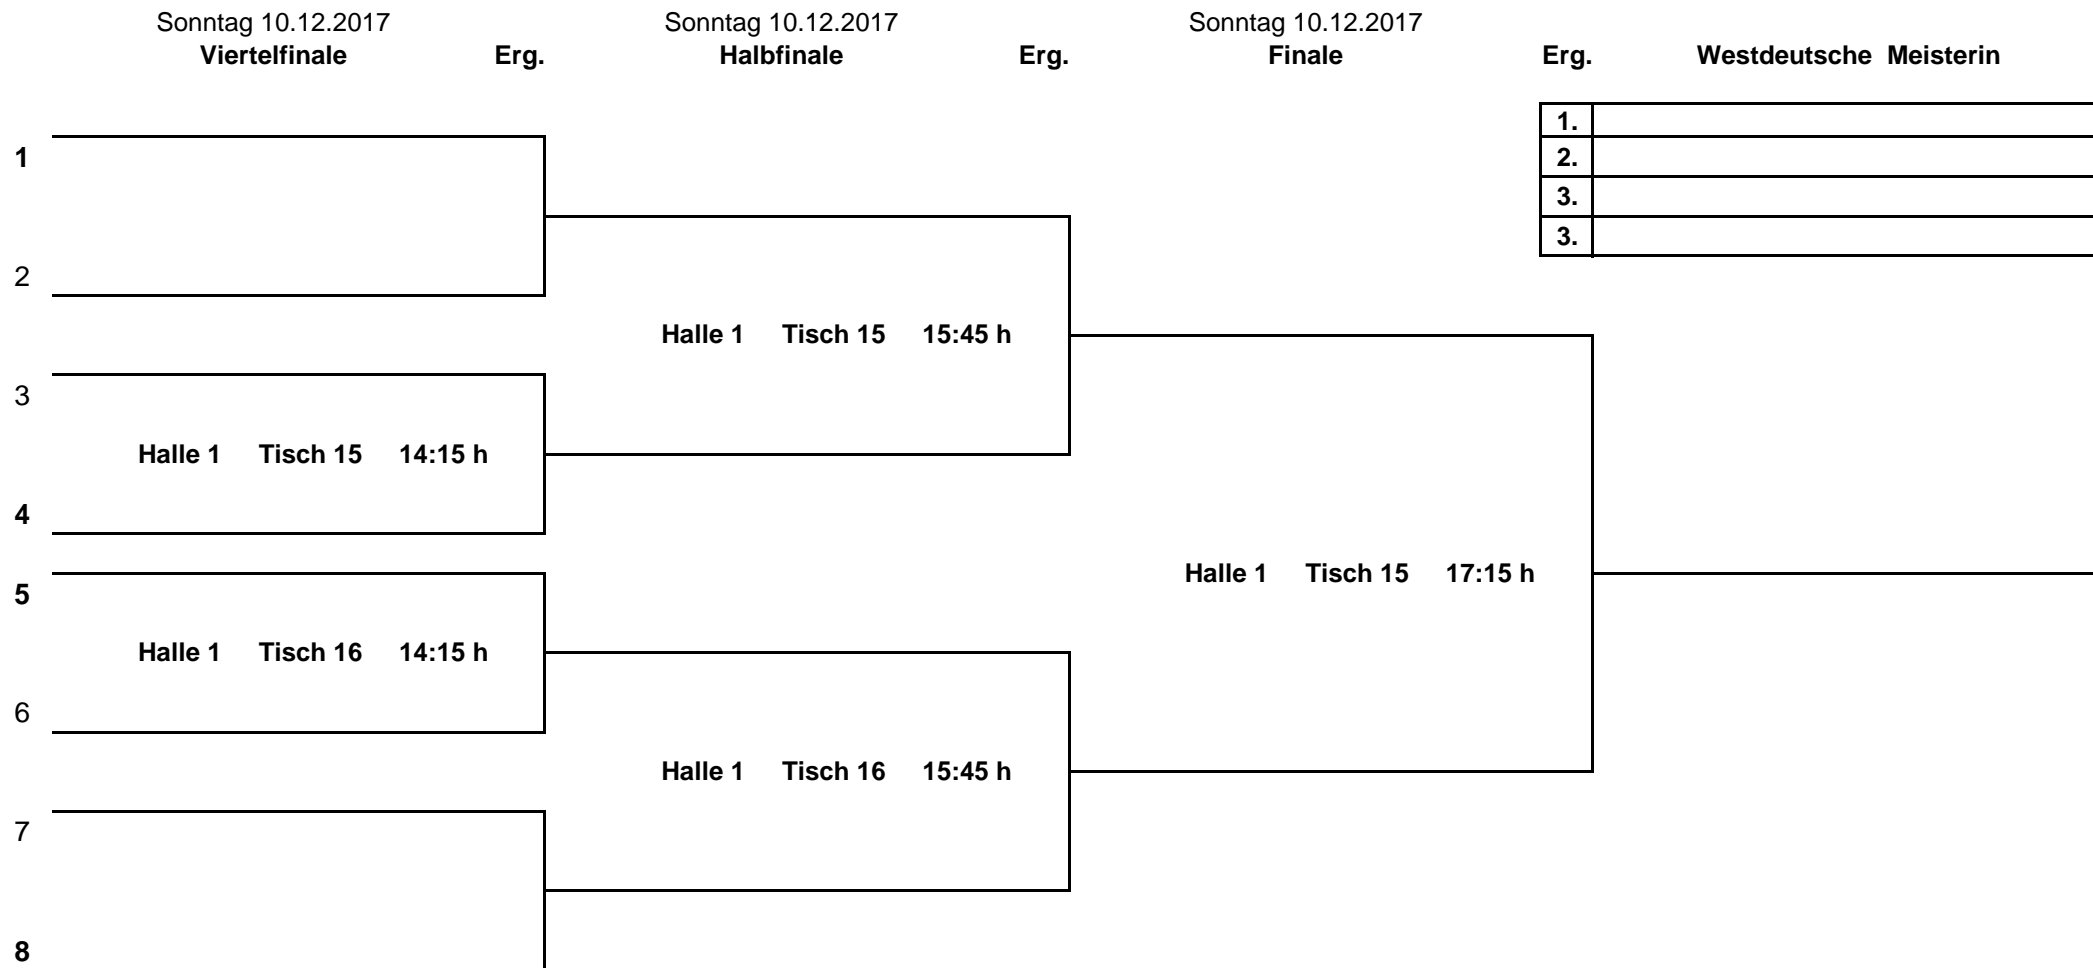 Sonntag 10.12.2017 Sonntag 10.12.2017 Sonntag 10.12.2017
Viertelfinale Erg. Halbfinale Erg. Finale Erg. Westdeutsche Meisterin
1.
1
2.
3.
3.
2
Halle 1 Tisch 15 15:45 h
3
Halle 1 Tisch 15 14:15 h
4
Halle 1 Tisch 15 17:15 h
5
Halle 1 Tisch 16 14:15 h
6
Halle 1 Tisch 16 15:45 h
7
8